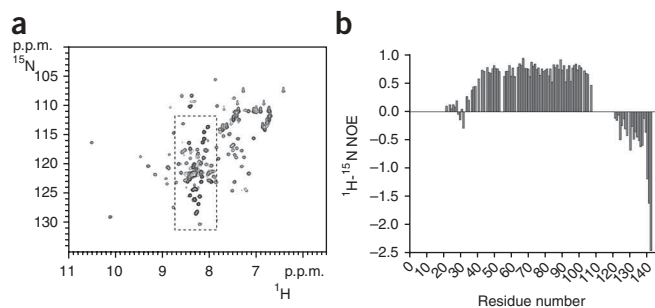 a
p.p.m.
¹⁵N
105
110
115
120
125
130
11 10 9 8 7 p.p.m.
¹H
b
¹H-¹⁵N NOE
1.0
0.5
0.0
−0.5
−1.0
−1.5
−2.0
−2.5
0 10 20 30 40 50 60 70 80 90 100 110 120 130 140
Residue number